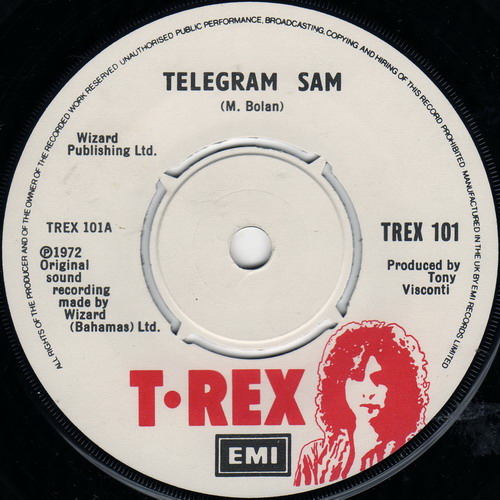 ALL RIGHTS OF THE PRODUCER AND OF THE OWNER OF THE RECORDED WORK RESERVED UNAUTHORISED PUBLIC PERFORMANCE, BROADCASTING, COPYING AND HIRING OF THIS RECORD PROHIBITED MANUFACTURED IN THE UK BY EMI RECORDS LIMITED
TELEGRAM SAM
(M. Bolan)
Wizard
Publishing Ltd.
TREX 101A
TREX 101
℗1972
Original
sound
recording
made by
Wizard
(Bahamas) Ltd.
Produced by
Tony
Visconti
T·REX
EMI